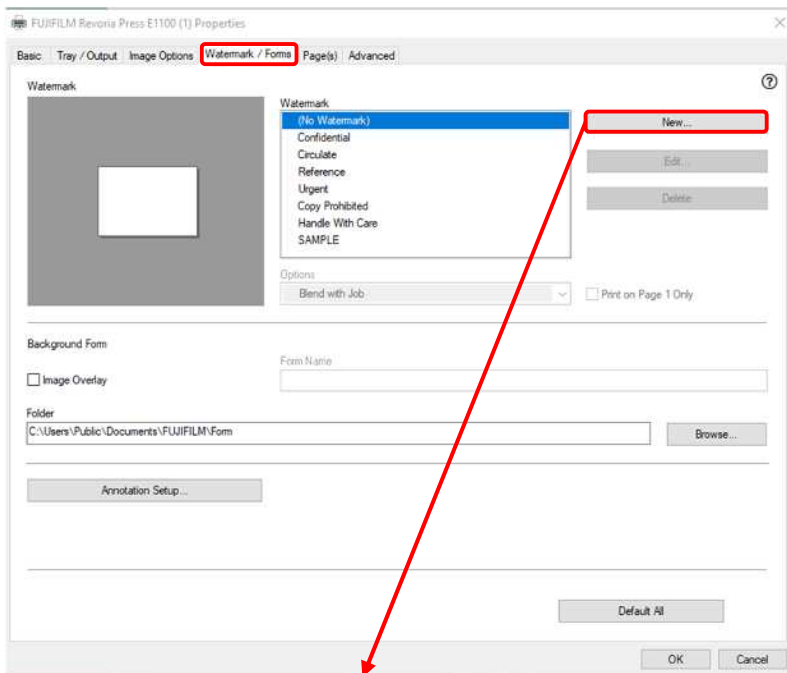 FUJIFILM Revoria Press E1100 (1) Properties
Basic Tray / Output Image Options Watermark / Forms Page(s) Advanced
Watermark
Watermark
(No Watermark)
Confidential
Circulate
Reference
Urgent
Copy Prohibited
Handle With Care
SAMPLE
New...
Edit...
Delete
Options
Blend with Job
Print on Page 1 Only
Background Form
Form Name
Image Overlay
Folder
C:\Users\Public\Documents\FUJIFILM\Form
Browse...
Annotation Setup...
Default All
OK Cancel